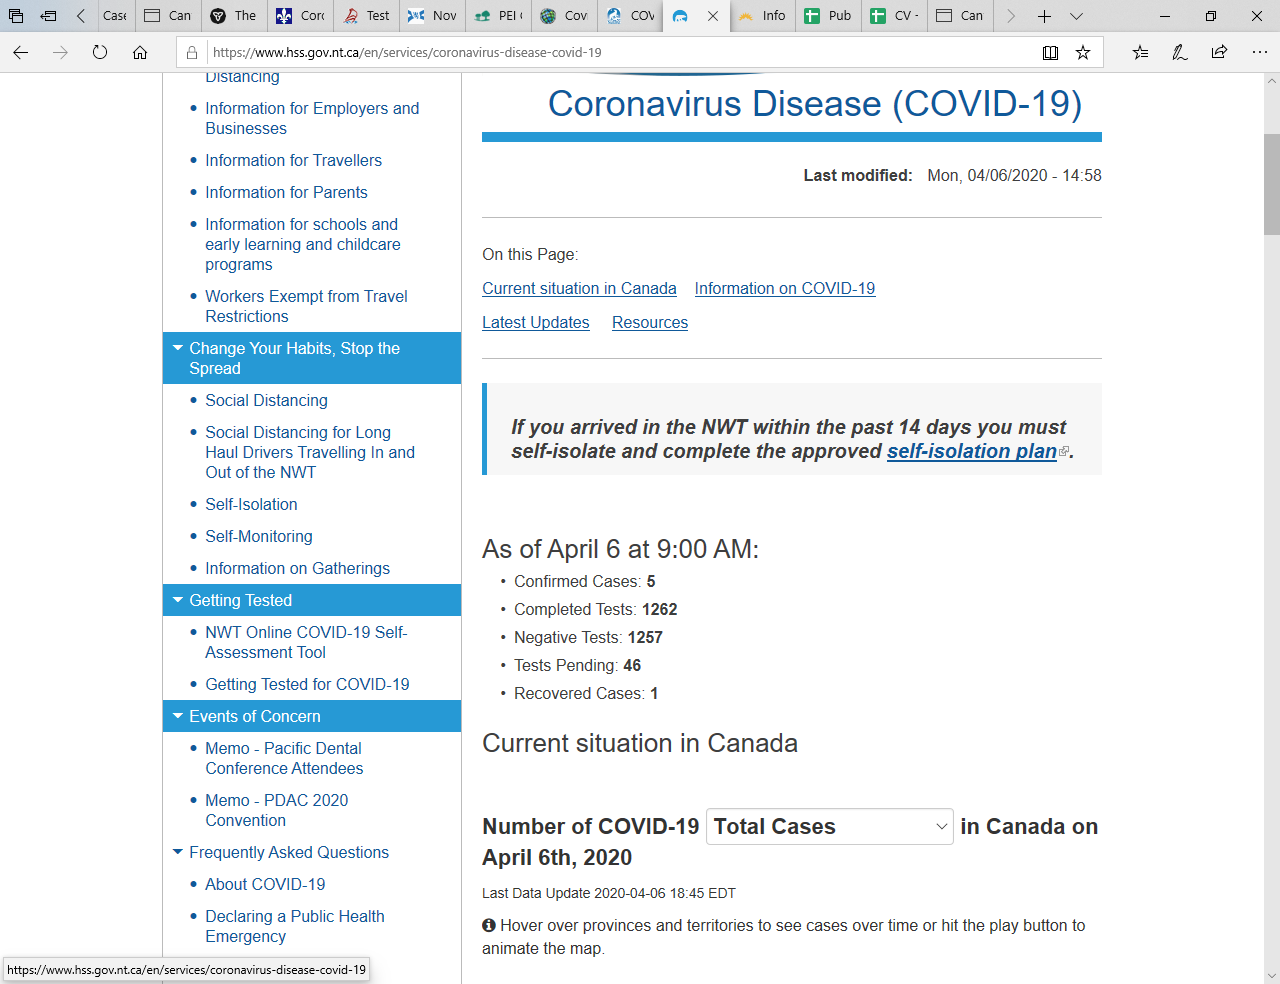 Case
Can
The
Corc
Test
Nov
PEI
Cov
COV
Info
Pub
CV -
Can
https://www.hss.gov.nt.ca/en/services/coronavirus-disease-covid-19
Distancing
Information for Employers and
Businesses
Information for Travellers
Information for Parents
Information for schools and
early learning and childcare
programs
Workers Exempt from Travel
Restrictions
Change Your Habits, Stop the
Spread
Social Distancing
Social Distancing for Long
Haul Drivers Travelling In and
Out of the NWT
Self-Isolation
Self-Monitoring
Information on Gatherings
Getting Tested
NWT Online COVID-19 Self-
Assessment Tool
Getting Tested for COVID-19
Events of Concern
Memo - Pacific Dental
Conference Attendees
Memo - PDAC 2020
Convention
Frequently Asked Questions
About COVID-19
Declaring a Public Health
Emergency
https://www.hss.gov.nt.ca/en/services/coronavirus-disease-covid-19
Coronavirus Disease (COVID-19)
Last modified: Mon, 04/06/2020 - 14:58
On this Page:
Current situation in Canada Information on COVID-19
Latest Updates Resources
If you arrived in the NWT within the past 14 days you must
self-isolate and complete the approved self-isolation plan.
As of April 6 at 9:00 AM:
• Confirmed Cases: 5
• Completed Tests: 1262
• Negative Tests: 1257
• Tests Pending: 46
• Recovered Cases: 1
Current situation in Canada
Number of COVID-19 Total Cases in Canada on
April 6th, 2020
Last Data Update 2020-04-06 18:45 EDT
Hover over provinces and territories to see cases over time or hit the play button to
animate the map.